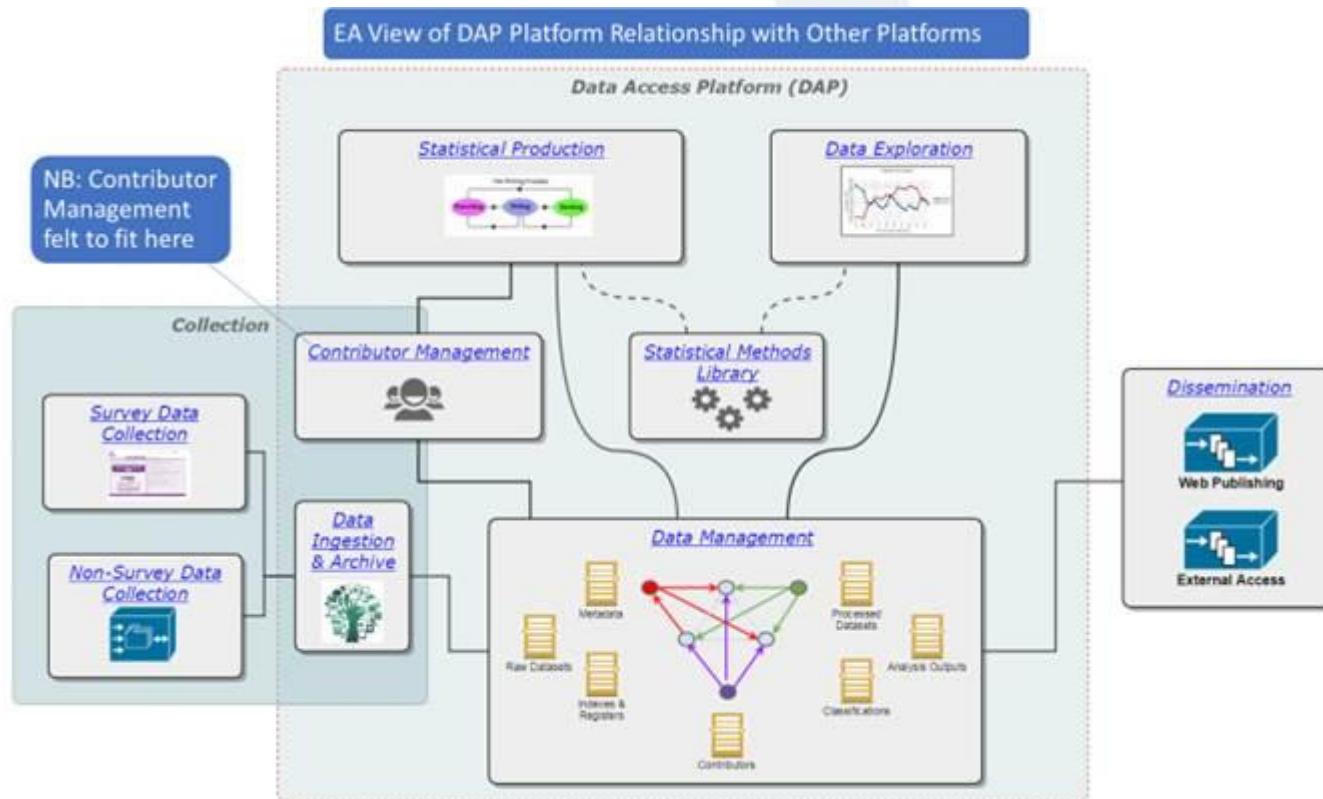 EA View of DAP Platform Relationship with Other Platforms
Data Access Platform (DAP)
Statistical Production
Data Exploration
NB: Contributor
Management
felt to fit here
Collection
Contributor Management
Statistical Methods
Library
Dissemination
Web Publishing
External Access
Survey Data
Collection
Non-Survey Data
Collection
Data
Ingestion
& Archive
Data Management
Metadata
Processed
Datasets
Raw Datasets
Analysis Outputs
Indexes &
Registers
Classifications
Contributors